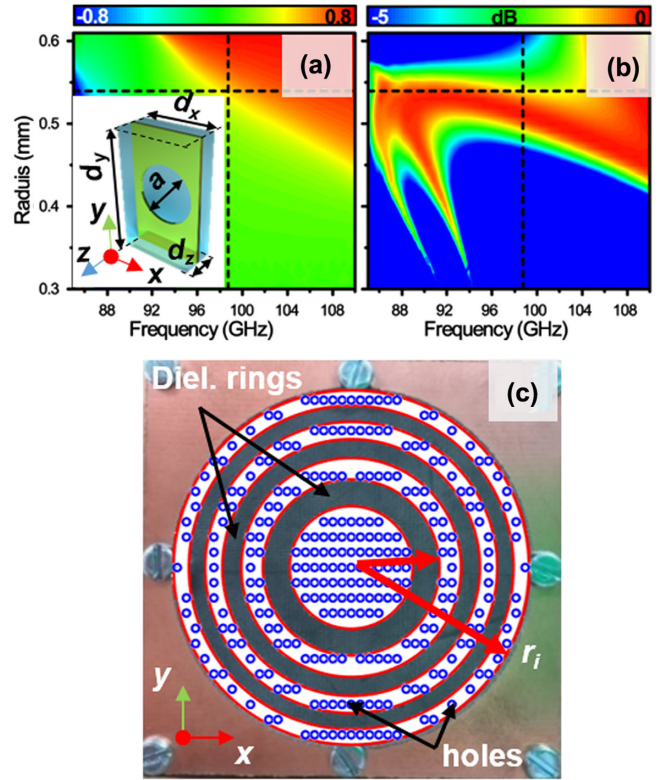 -0.8 0.8 -5 dB 0
(a) (b)
Raduis (mm)
0.6
0.5
0.4
0.3
dx
dy
a
dz
y
z x
88 92 96 100 104 108 88 92 96 100 104 108
Frequency (GHz) Frequency (GHz)
Diel. rings (c)
ri
y
x
holes